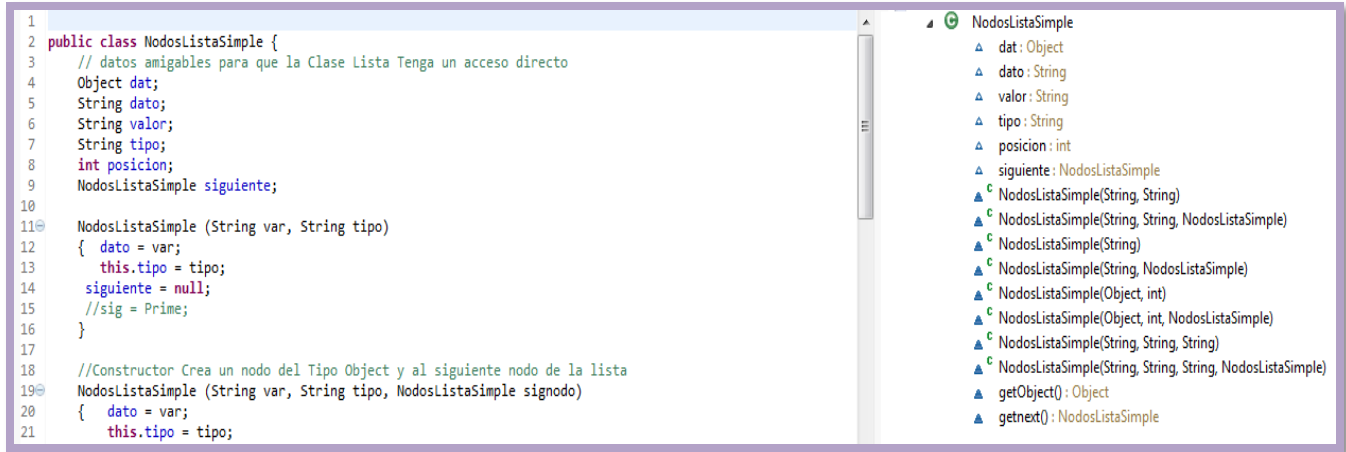 1
2 public class NodosListaSimple {
3 // datos amigables para que la Clase Lista Tenga un acceso directo
4 Object dat;
5 String dato;
6 String valor;
7 String tipo;
8 int posicion;
9 NodosListaSimple siguiente;
10
11 NodosListaSimple (String var, String tipo)
12 { dato = var;
13 this.tipo = tipo;
14 siguiente = null;
15 //sig = Prime;
16 }
17
18 //Constructor Crea un nodo del Tipo Object y al siguiente nodo de la lista
19 NodosListaSimple (String var, String tipo, NodosListaSimple signodo)
20 { dato = var;
21 this.tipo = tipo;
NodosListaSimple
dat : Object
dato : String
valor : String
tipo : String
posicion : int
siguiente : NodosListaSimple
NodosListaSimple(String, String)
NodosListaSimple(String, String, NodosListaSimple)
NodosListaSimple(String)
NodosListaSimple(String, NodosListaSimple)
NodosListaSimple(Object, int)
NodosListaSimple(Object, int, NodosListaSimple)
NodosListaSimple(String, String, String)
NodosListaSimple(String, String, String, NodosListaSimple)
getObject() : Object
getnext() : NodosListaSimple